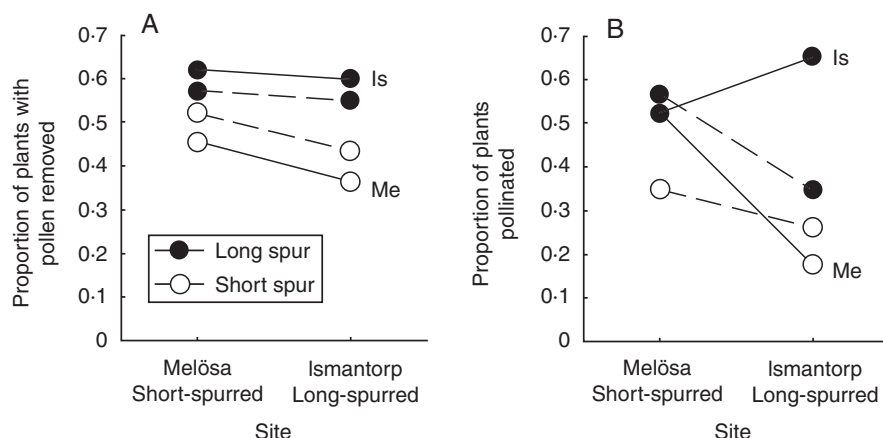 A
Proportion of plants with
pollen removed
0·7
0·6
0·5
0·4
0·3
0·2
0·1
0
Is
Me
Long spur
Short spur
Melösa
Short-spurred
Ismantorp
Long-spurred
Site
B
Proportion of plants
pollinated
0·7
0·6
0·5
0·4
0·3
0·2
0·1
0
Is
Me
Melösa
Short-spurred
Ismantorp
Long-spurred
Site